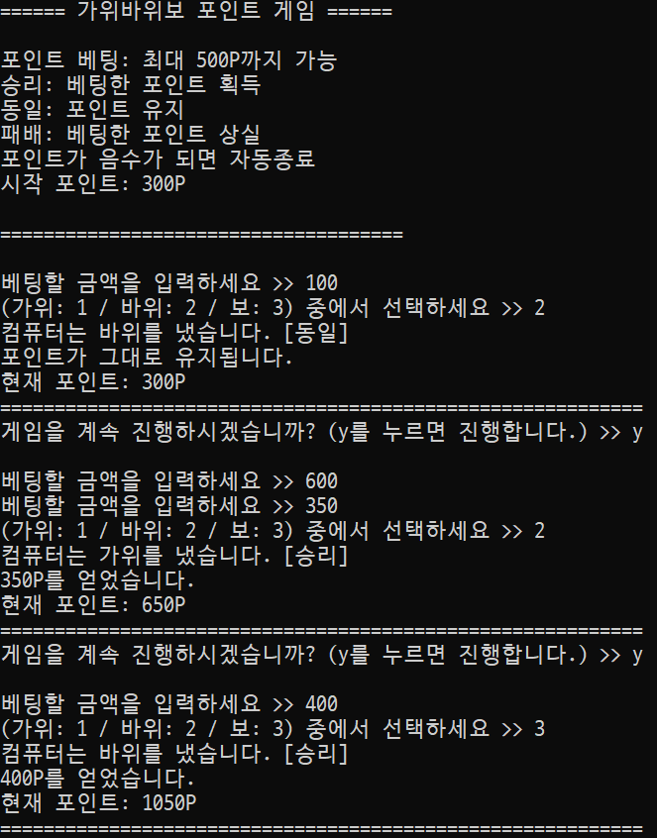 ====== 가위바위보 포인트 게임 ======
포인트 베팅: 최대 500P까지 가능
승리: 베팅한 포인트 획득
동일: 포인트 유지
패배: 베팅한 포인트 상실
포인트가 음수가 되면 자동종료
시작 포인트: 300P
=====================================
베팅할 금액을 입력하세요 >> 100
(가위: 1 / 바위: 2 / 보: 3) 중에서 선택하세요 >> 2
컴퓨터는 바위를 냈습니다. [동일]
포인트가 그대로 유지됩니다.
현재 포인트: 300P
===========================================================
게임을 계속 진행하시겠습니까? (y를 누르면 진행합니다.) >> y
베팅할 금액을 입력하세요 >> 600
베팅할 금액을 입력하세요 >> 350
(가위: 1 / 바위: 2 / 보: 3) 중에서 선택하세요 >> 2
컴퓨터는 가위를 냈습니다. [승리]
350P를 얻었습니다.
현재 포인트: 650P
===========================================================
게임을 계속 진행하시겠습니까? (y를 누르면 진행합니다.) >> y
베팅할 금액을 입력하세요 >> 400
(가위: 1 / 바위: 2 / 보: 3) 중에서 선택하세요 >> 3
컴퓨터는 바위를 냈습니다. [승리]
400P를 얻었습니다.
현재 포인트: 1050P
===========================================================